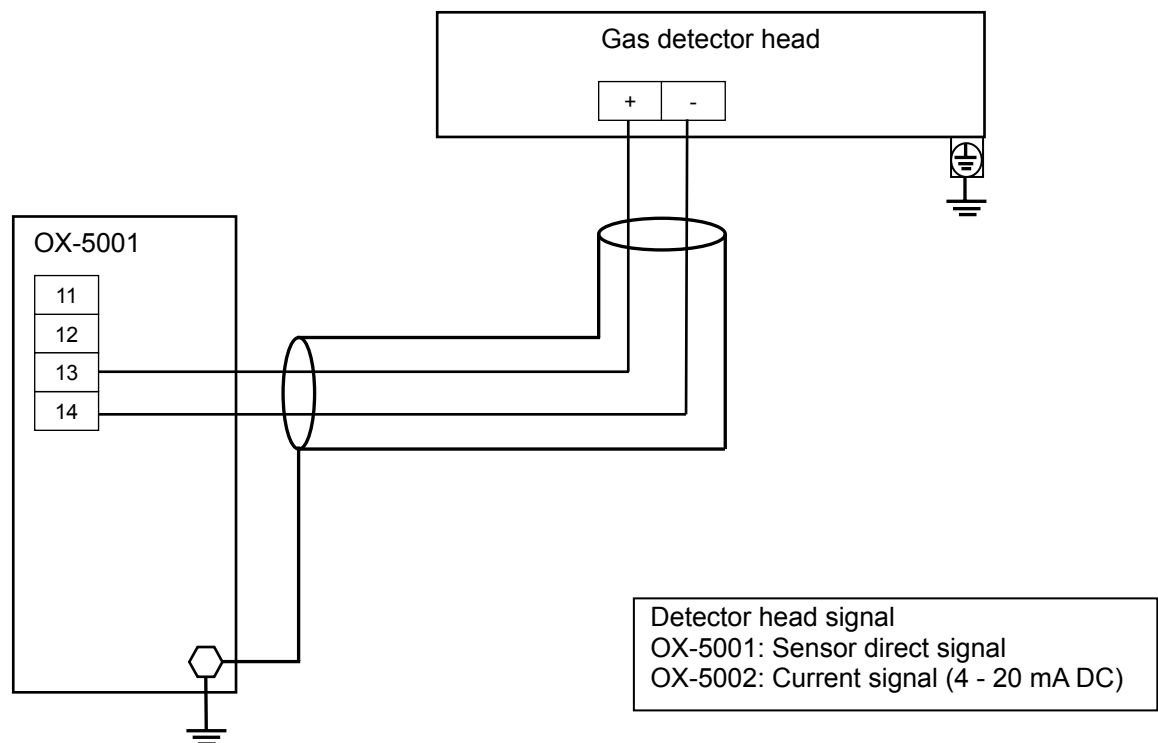 Gas detector head
+ -
OX-5001
11
12
13
14
Detector head signal
OX-5001: Sensor direct signal
OX-5002: Current signal (4 - 20 mA DC)